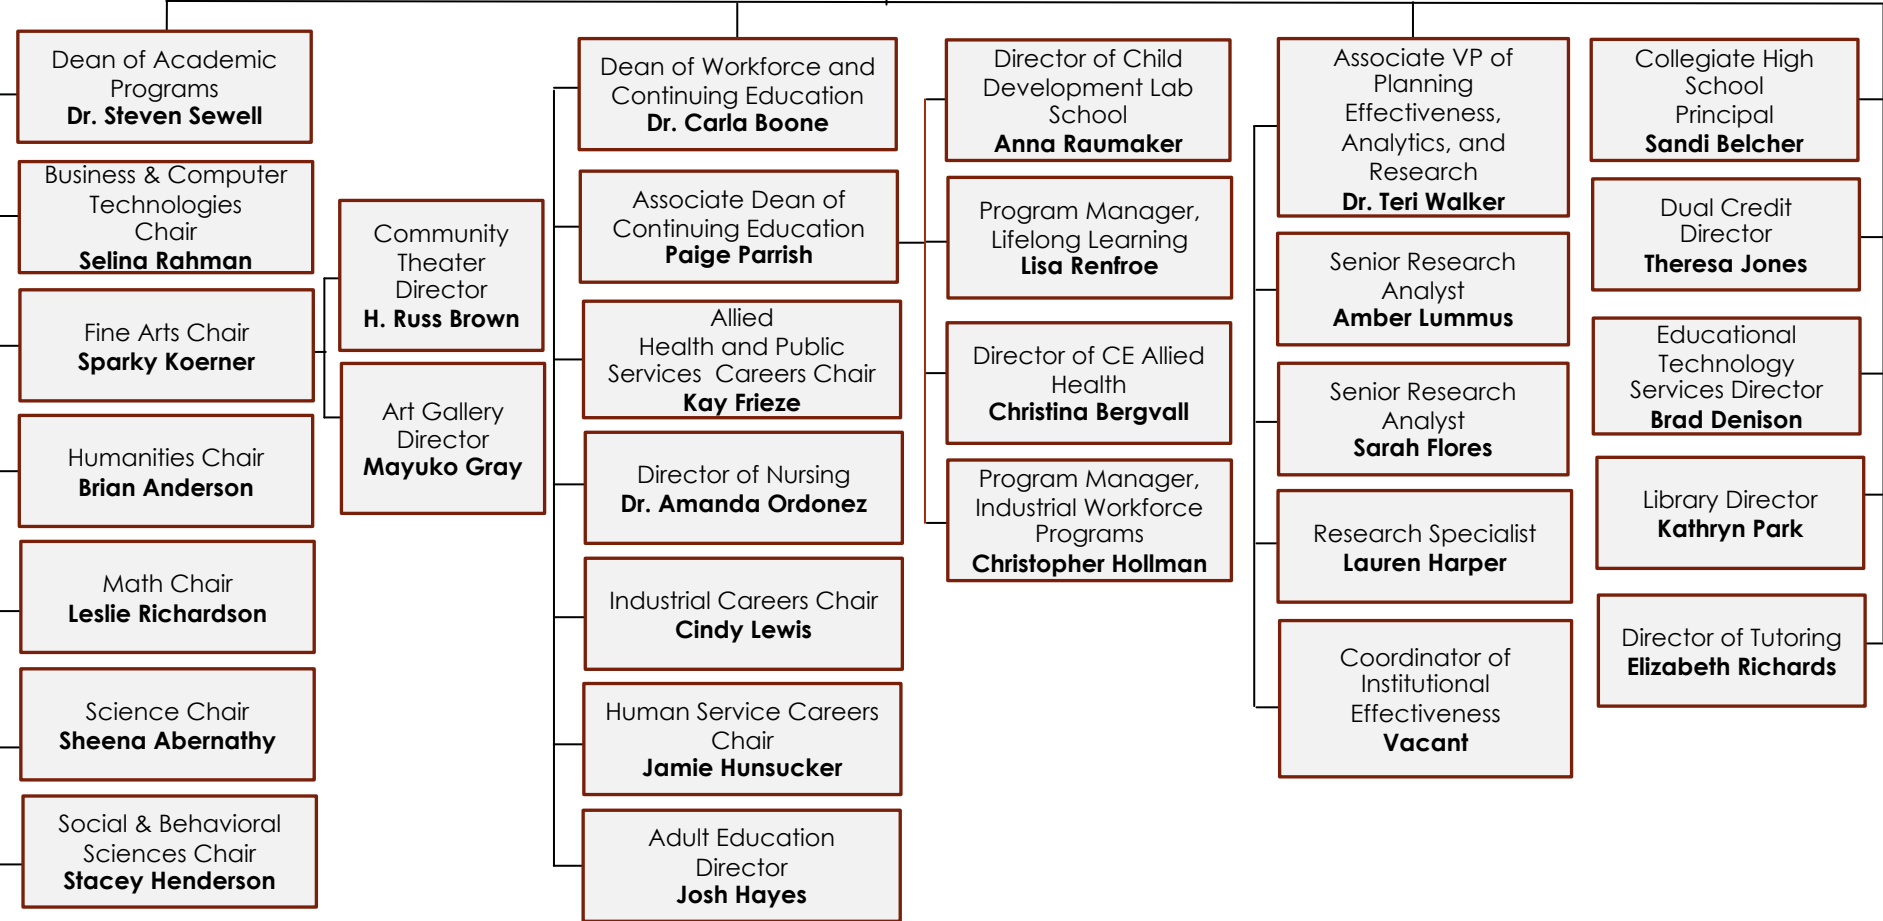 Dean of Academic
Programs
Dr. Steven Sewell
Business & Computer
Technologies
Chair
Selina Rahman
Fine Arts Chair
Sparky Koerner
Humanities Chair
Brian Anderson
Math Chair
Leslie Richardson
Science Chair
Sheena Abernathy
Social & Behavioral
Sciences Chair
Stacey Henderson
Community
Theater
Director
H. Russ Brown
Art Gallery
Director
Mayuko Gray
Dean of Workforce and
Continuing Education
Dr. Carla Boone
Associate Dean of
Continuing Education
Paige Parrish
Allied
Health and Public
Services Careers Chair
Kay Frieze
Director of Nursing
Dr. Amanda Ordonez
Industrial Careers Chair
Cindy Lewis
Human Service Careers
Chair
Jamie Hunsucker
Adult Education
Director
Josh Hayes
Director of Child
Development Lab
School
Anna Raumaker
Program Manager,
Lifelong Learning
Lisa Renfroe
Director of CE Allied
Health
Christina Bergvall
Program Manager,
Industrial Workforce
Programs
Christopher Hollman
Associate VP of
Planning
Effectiveness,
Analytics, and
Research
Dr. Teri Walker
Senior Research
Analyst
Amber Lummus
Senior Research
Analyst
Sarah Flores
Research Specialist
Lauren Harper
Coordinator of
Institutional
Effectiveness
Vacant
Collegiate High
School
Principal
Sandi Belcher
Dual Credit
Director
Theresa Jones
Educational
Technology
Services Director
Brad Denison
Library Director
Kathryn Park
Director of Tutoring
Elizabeth Richards